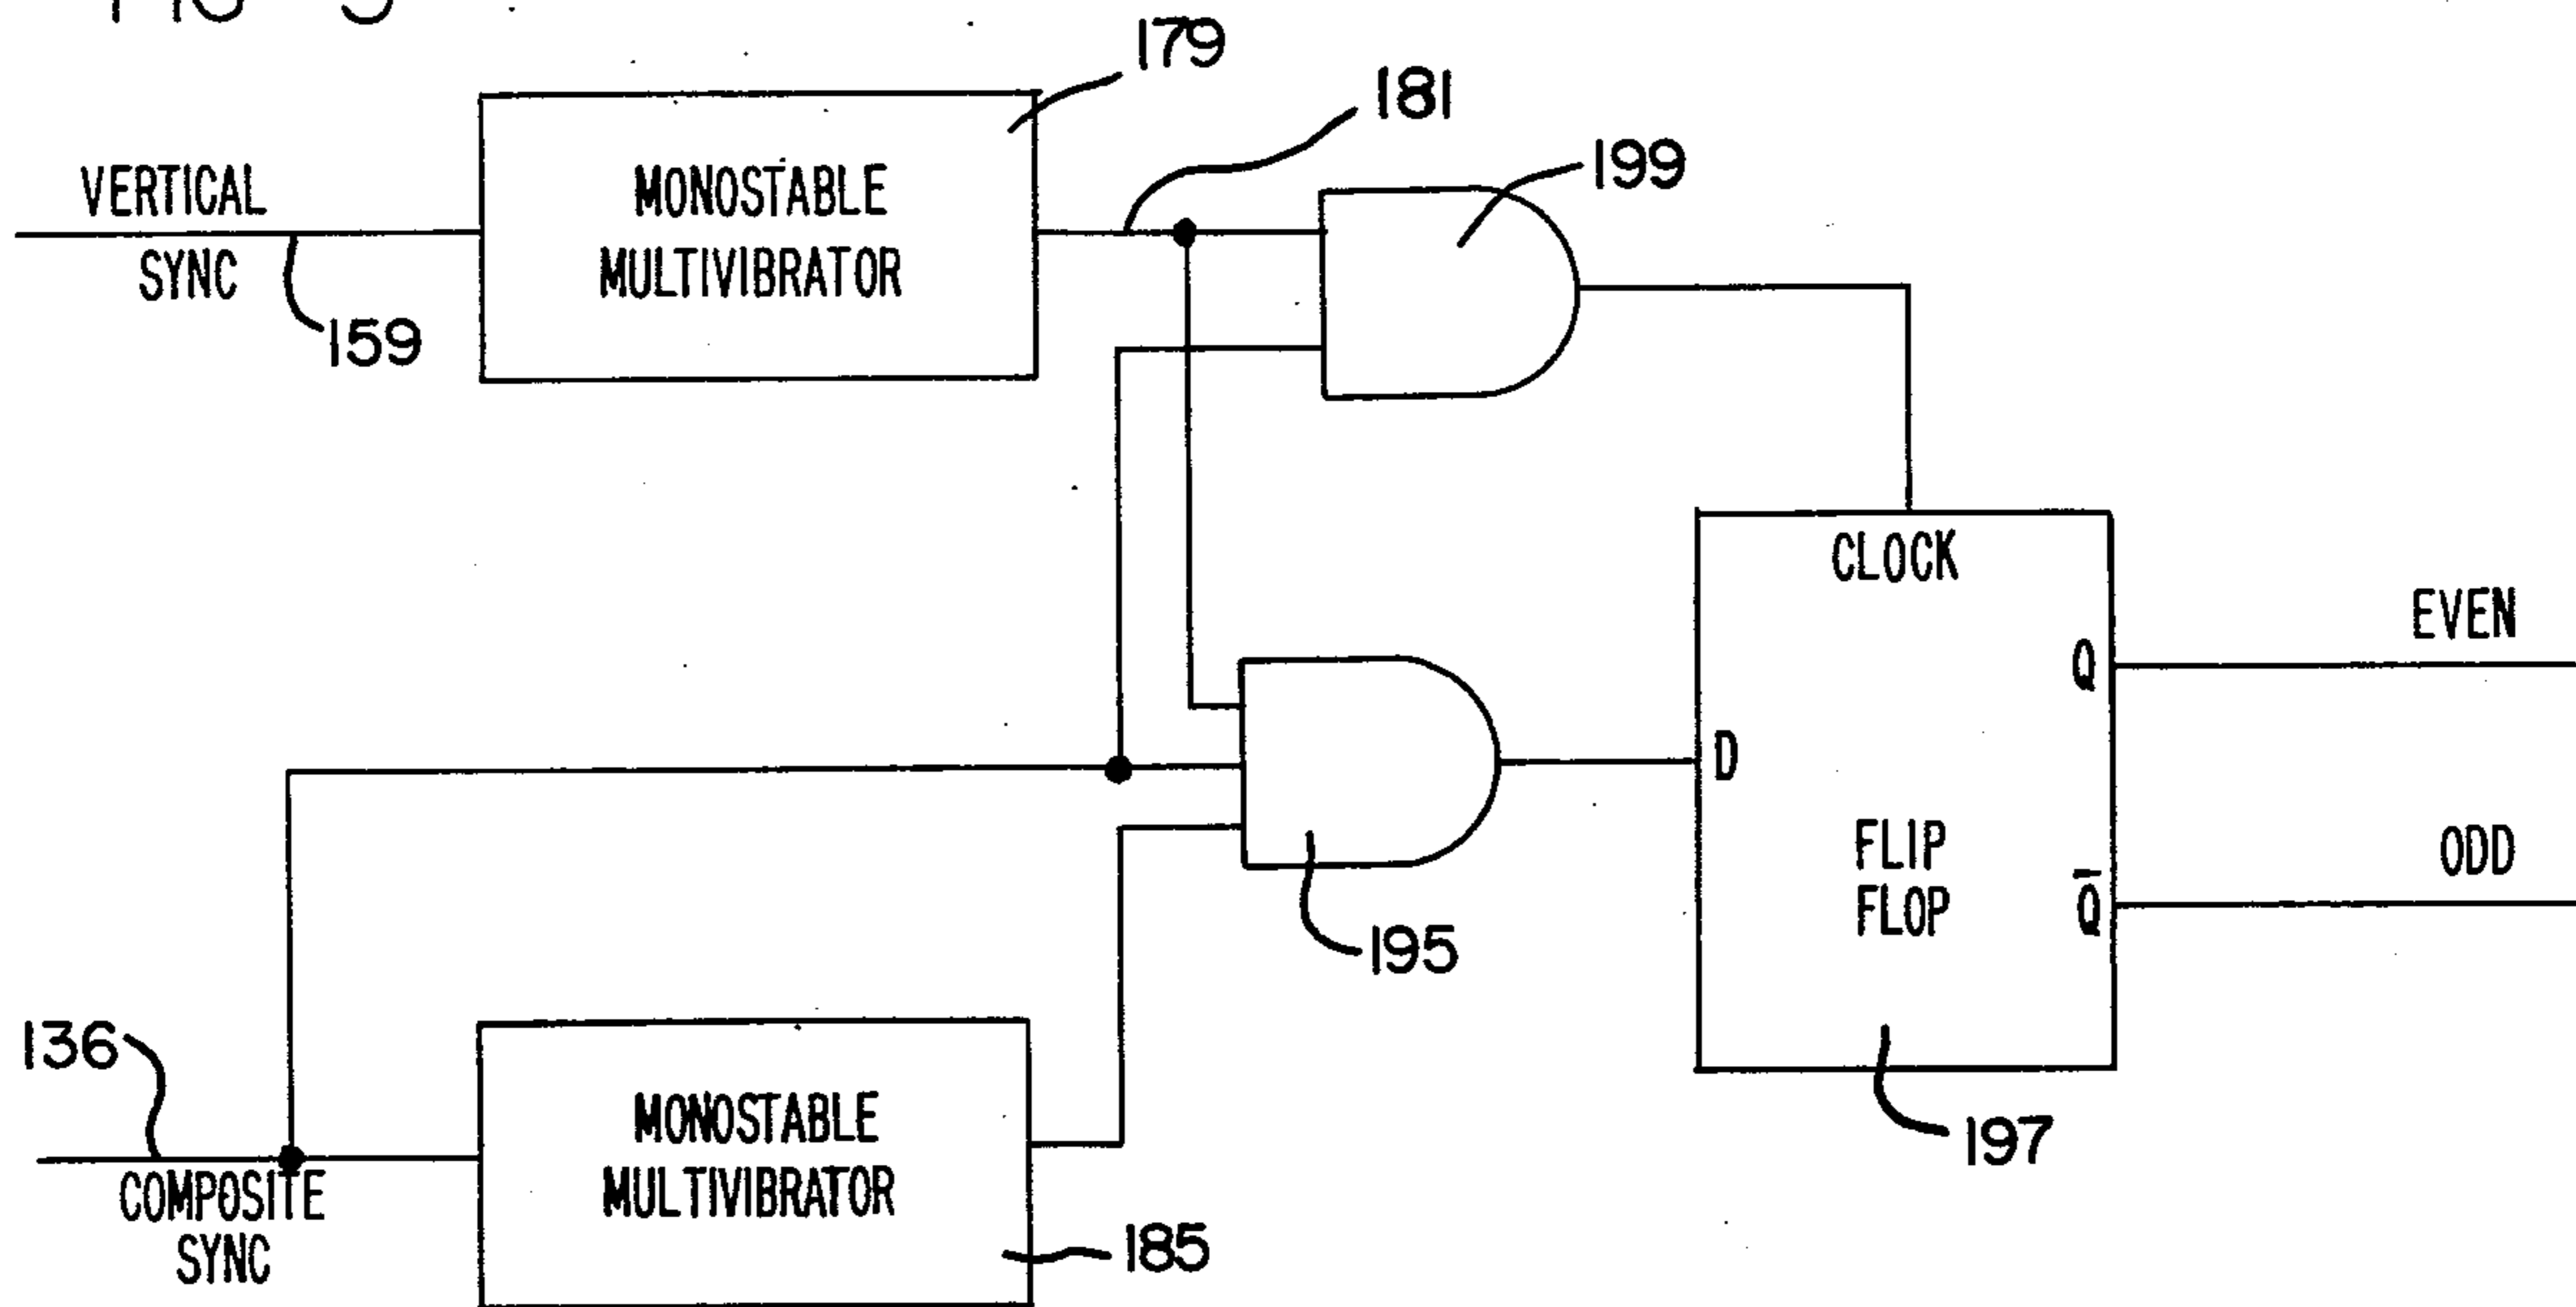 179
181
199
VERTICAL
SYNC
159
MONOSTABLE
MULTIVIBRATOR
CLOCK
EVEN
Q
D
FLIP
FLOP
ODD
Q̅
195
197
136
COMPOSITE
SYNC
MONOSTABLE
MULTIVIBRATOR
185